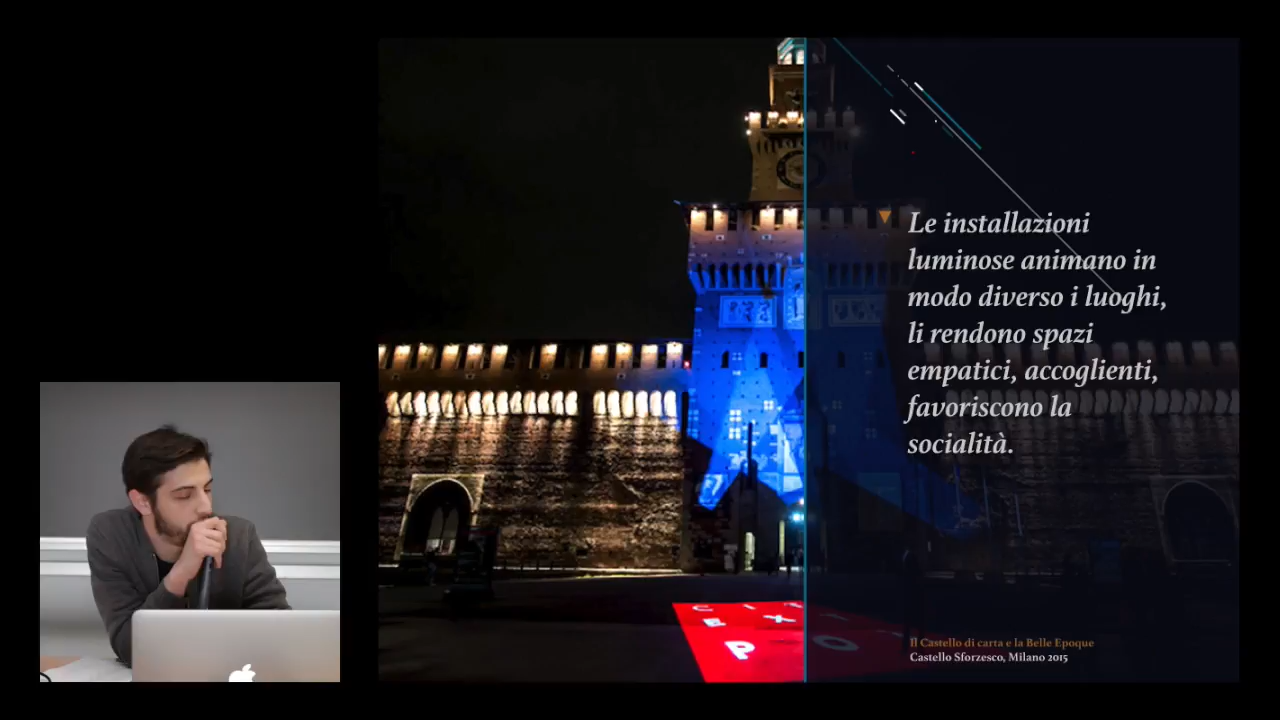 Le installazioni
luminose animano in
modo diverso i luoghi,
li rendono spazi
empatici, accoglienti,
favoriscono la
socialità.
Il Castello di carta e la Belle Epoque
Castello Sforzesco, Milano 2015